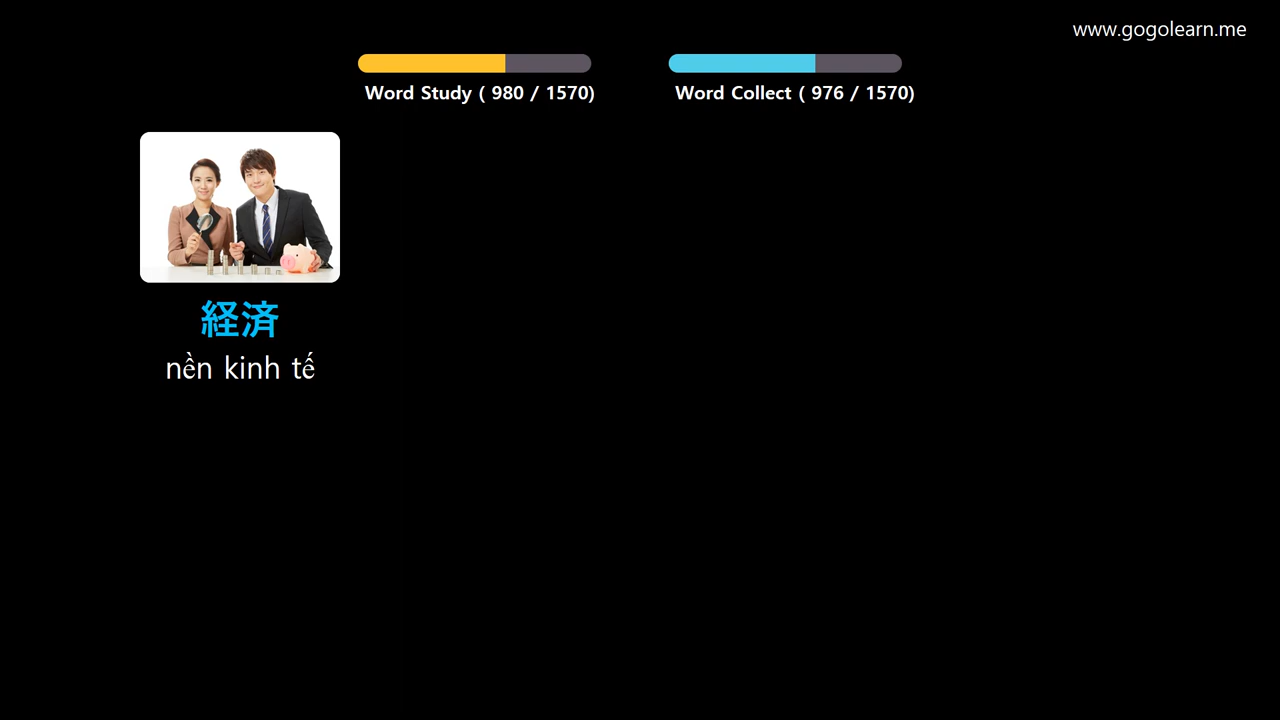 www.gogolearn.me
Word Study ( 980 / 1570)
Word Collect ( 976 / 1570)
経済
nền kinh tế